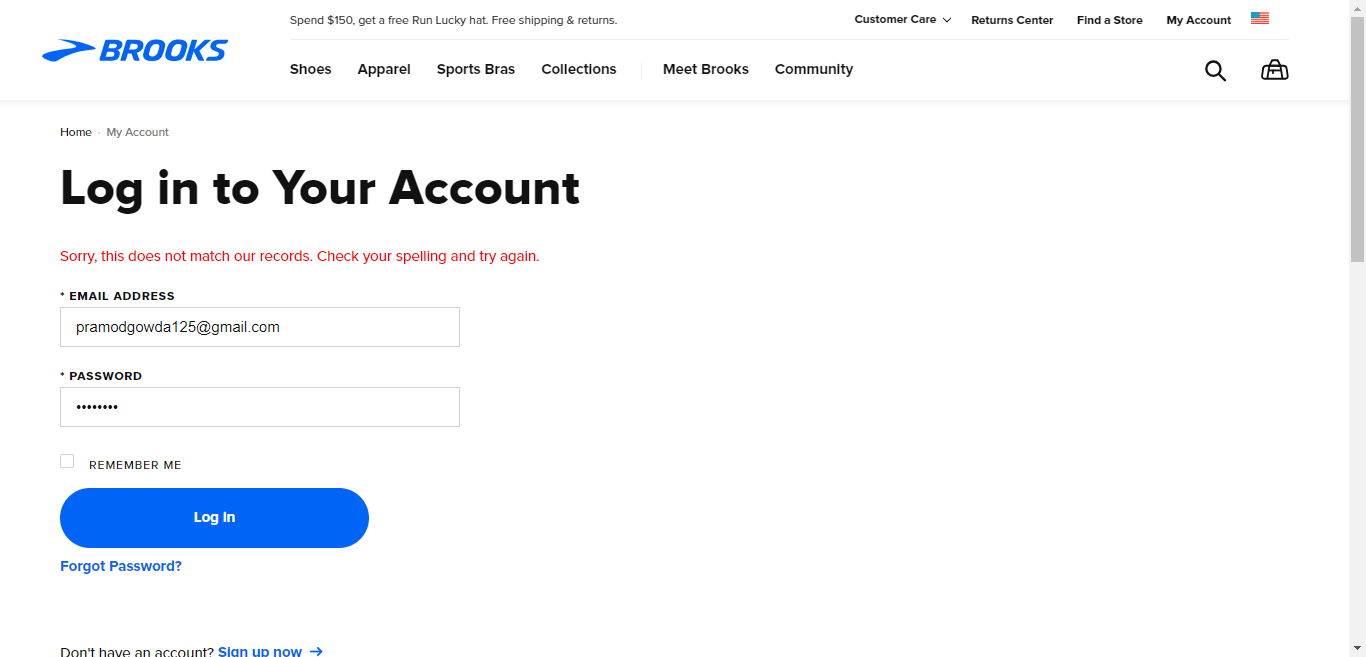 Spend $150, get a free Run Lucky hat. Free shipping & returns.
Customer Care Returns Center Find a Store My Account
BROOKS
Shoes Apparel Sports Bras Collections Meet Brooks Community
Home · My Account
Log in to Your Account
Sorry, this does not match our records. Check your spelling and try again.
* EMAIL ADDRESS
pramodgowda125@gmail.com
* PASSWORD
••••••••
REMEMBER ME
Log In
Forgot Password?
Don't have an account? Sign up now →